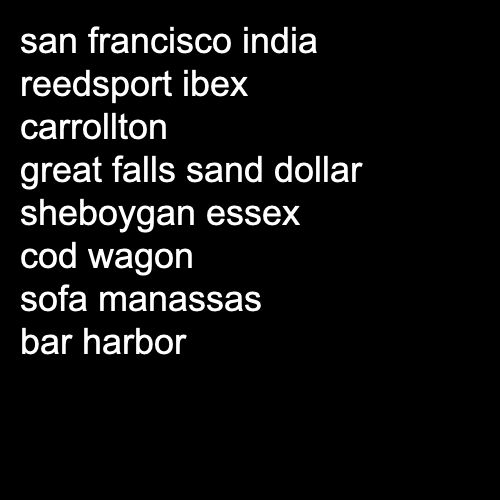 san francisco india
reedsport ibex
carrollton
great falls sand dollar
sheboygan essex
cod wagon
sofa manassas
bar harbor